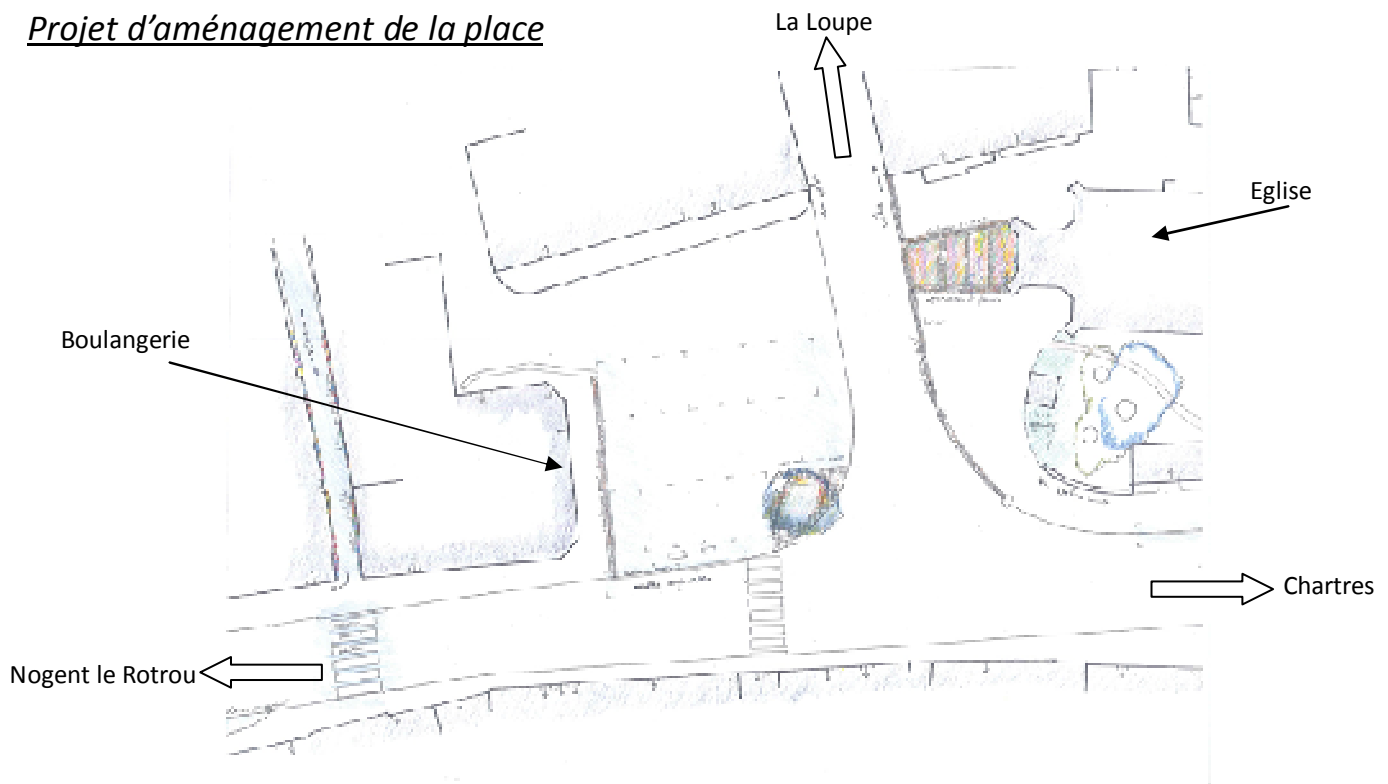 Projet d’aménagement de la place
La Loupe
Eglise
Boulangerie
Chartres
Nogent le Rotrou